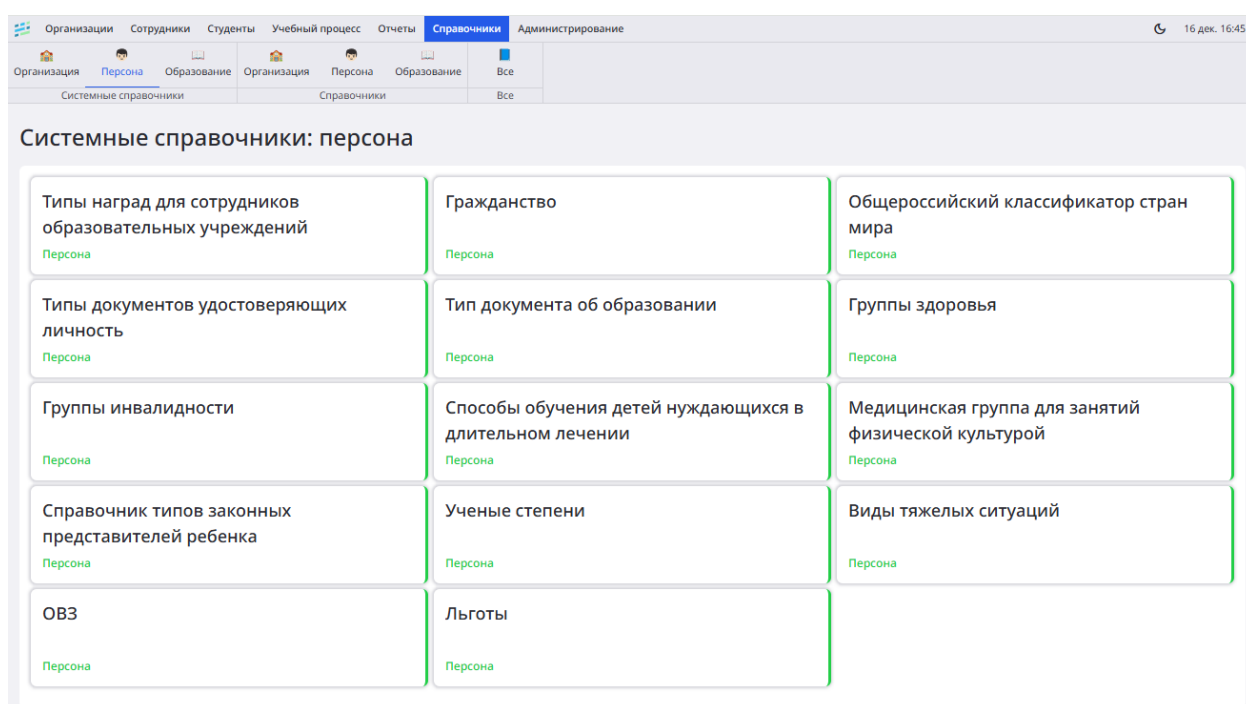 Организации Сотрудники Студенты Учебный процесс Отчеты Справочники Администрирование 16 дек. 16:45
Организация Персона Образование Организация Персона Образование Все
Системные справочники Справочники Все
Системные справочники: персона
Типы наград для сотрудников
образовательных учреждений
Персона
Гражданство
Персона
Общероссийский классификатор стран
мира
Персона
Типы документов удостоверяющих
личность
Персона
Тип документа об образовании
Персона
Группы здоровья
Персона
Группы инвалидности
Персона
Способы обучения детей нуждающихся в
длительном лечении
Персона
Медицинская группа для занятий
физической культурой
Персона
Справочник типов законных
представителей ребенка
Персона
Ученые степени
Персона
Виды тяжелых ситуаций
Персона
ОВЗ
Персона
Льготы
Персона